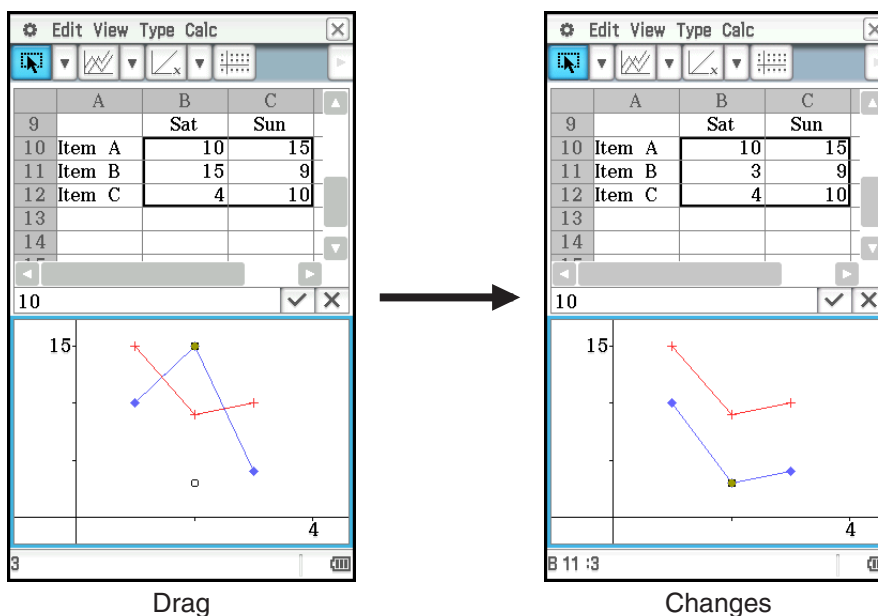 Edit View Type Calc
A B C
9 Sat Sun
10 Item A 10 15
11 Item B 15 9
12 Item C 4 10
13
14
10
15
4
3
Drag
Edit View Type Calc
A B C
9 Sat Sun
10 Item A 10 15
11 Item B 3 9
12 Item C 4 10
13
14
10
15
4
B 11 :3
Changes